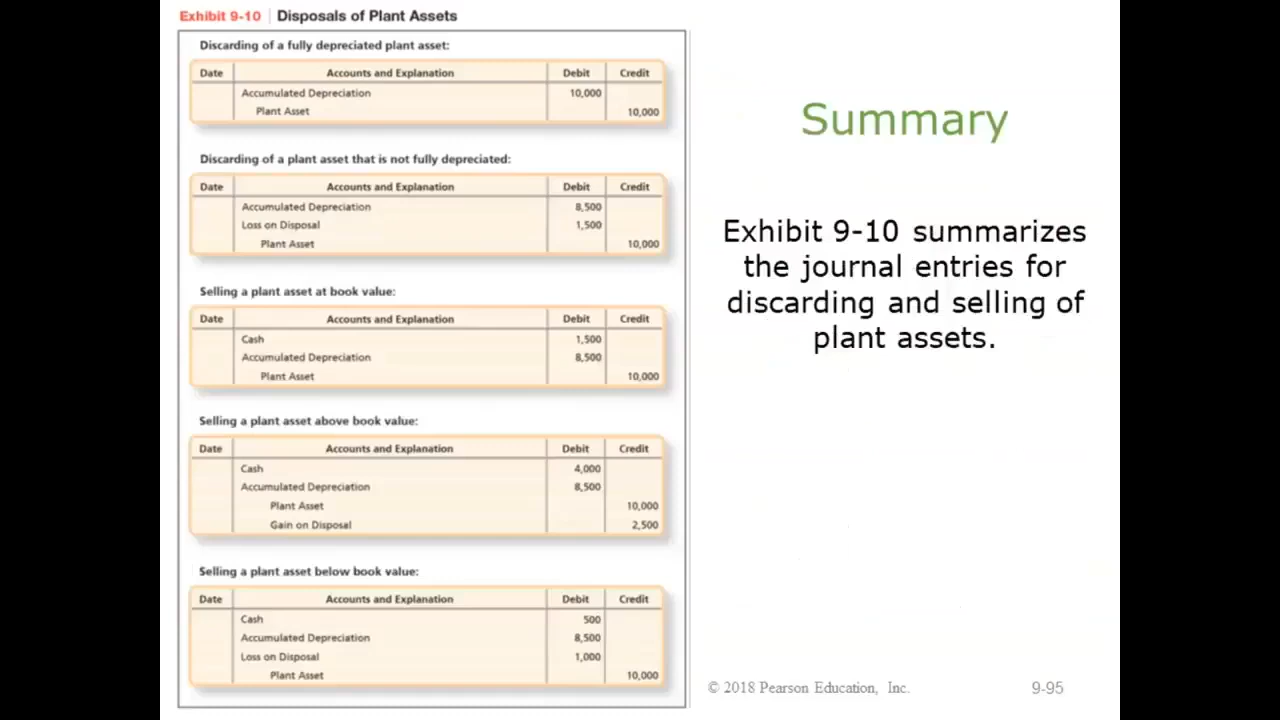 Exhibit 9-10 | Disposals of Plant Assets
Discarding of a fully depreciated plant asset:
Date Accounts and Explanation Debit Credit
Accumulated Depreciation 10,000
Plant Asset 10,000
Discarding of a plant asset that is not fully depreciated:
Date Accounts and Explanation Debit Credit
Accumulated Depreciation 8,500
Loss on Disposal 1,500
Plant Asset 10,000
Selling a plant asset at book value:
Date Accounts and Explanation Debit Credit
Cash 1,500
Accumulated Depreciation 8,500
Plant Asset 10,000
Selling a plant asset above book value:
Date Accounts and Explanation Debit Credit
Cash 4,000
Accumulated Depreciation 8,500
Plant Asset 10,000
Gain on Disposal 2,500
Selling a plant asset below book value:
Date Accounts and Explanation Debit Credit
Cash 500
Accumulated Depreciation 8,500
Loss on Disposal 1,000
Plant Asset 10,000
Summary
Exhibit 9-10 summarizes
the journal entries for
discarding and selling of
plant assets.
© 2018 Pearson Education, Inc. 9-95